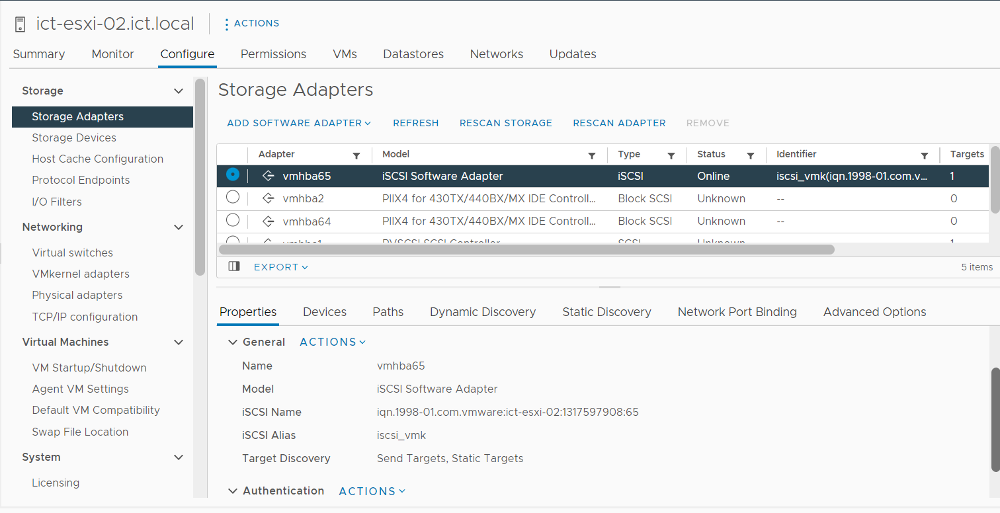 ict-esxi-02.ict.local
ACTIONS
Summary Monitor Configure Permissions VMs Datastores Networks Updates
Storage
Storage Adapters
Storage Devices
Host Cache Configuration
Protocol Endpoints
I/O Filters
Networking
Virtual switches
VMkernel adapters
Physical adapters
TCP/IP configuration
Virtual Machines
VM Startup/Shutdown
Agent VM Settings
Default VM Compatibility
Swap File Location
System
Licensing
Storage Adapters
ADD SOFTWARE ADAPTER REFRESH RESCAN STORAGE RESCAN ADAPTER REMOVE
Adapter Model Type Status Identifier Targets
vmhba65 iSCSI Software Adapter iSCSI Online iscsi_vmk(iqn.1998-01.com.v... 1
vmhba2 PIIX4 for 430TX/440BX/MX IDE Controll... Block SCSI Unknown -- 0
vmhba64 PIIX4 for 430TX/440BX/MX IDE Controll... Block SCSI Unknown -- 0
vmhba1 PVSCSI SCSI Controller SCSI Unknown 1
EXPORT 5 items
Properties Devices Paths Dynamic Discovery Static Discovery Network Port Binding Advanced Options
General ACTIONS
Name vmhba65
Model iSCSI Software Adapter
iSCSI Name iqn.1998-01.com.vmware:ict-esxi-02:1317597908:65
iSCSI Alias iscsi_vmk
Target Discovery Send Targets, Static Targets
Authentication ACTIONS